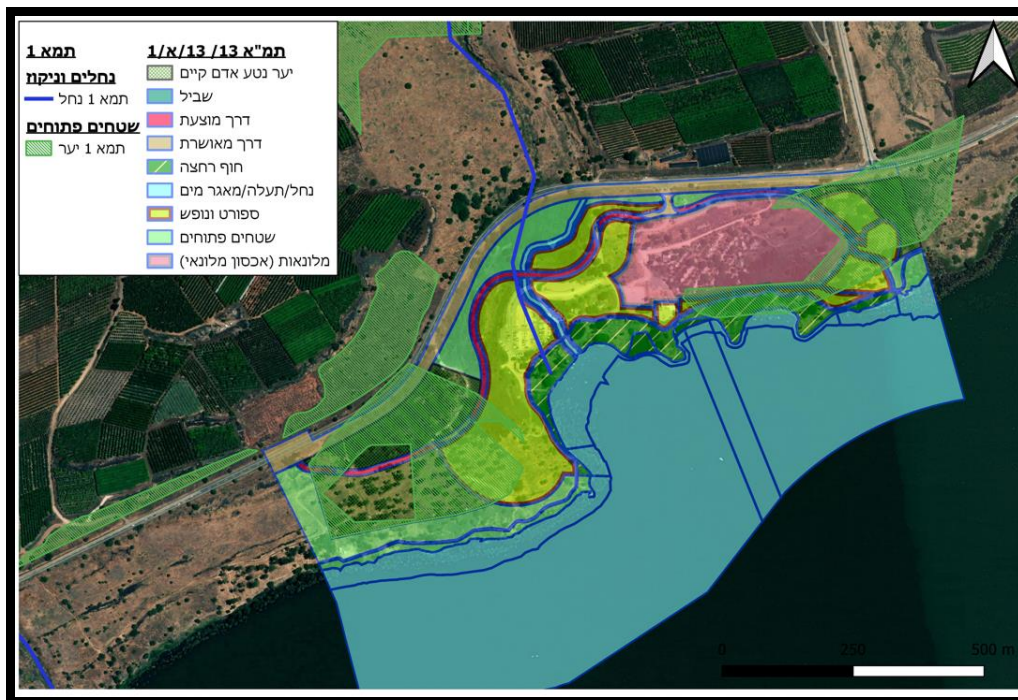 תמא 1
נחלים וניקוז
תמא 1 נחל
שטחים פתוחים
תמא 1 יער
תמ"א 13/ 13/א/1
יער נטע אדם קיים
שביל
דרך מוצעת
דרך מאושרת
חוף רחצה
נחל/תעלה/מאגר מים
ספורט ונופש
שטחים פתוחים
מלונאות (אכסון מלונאי)
0 250 500 m